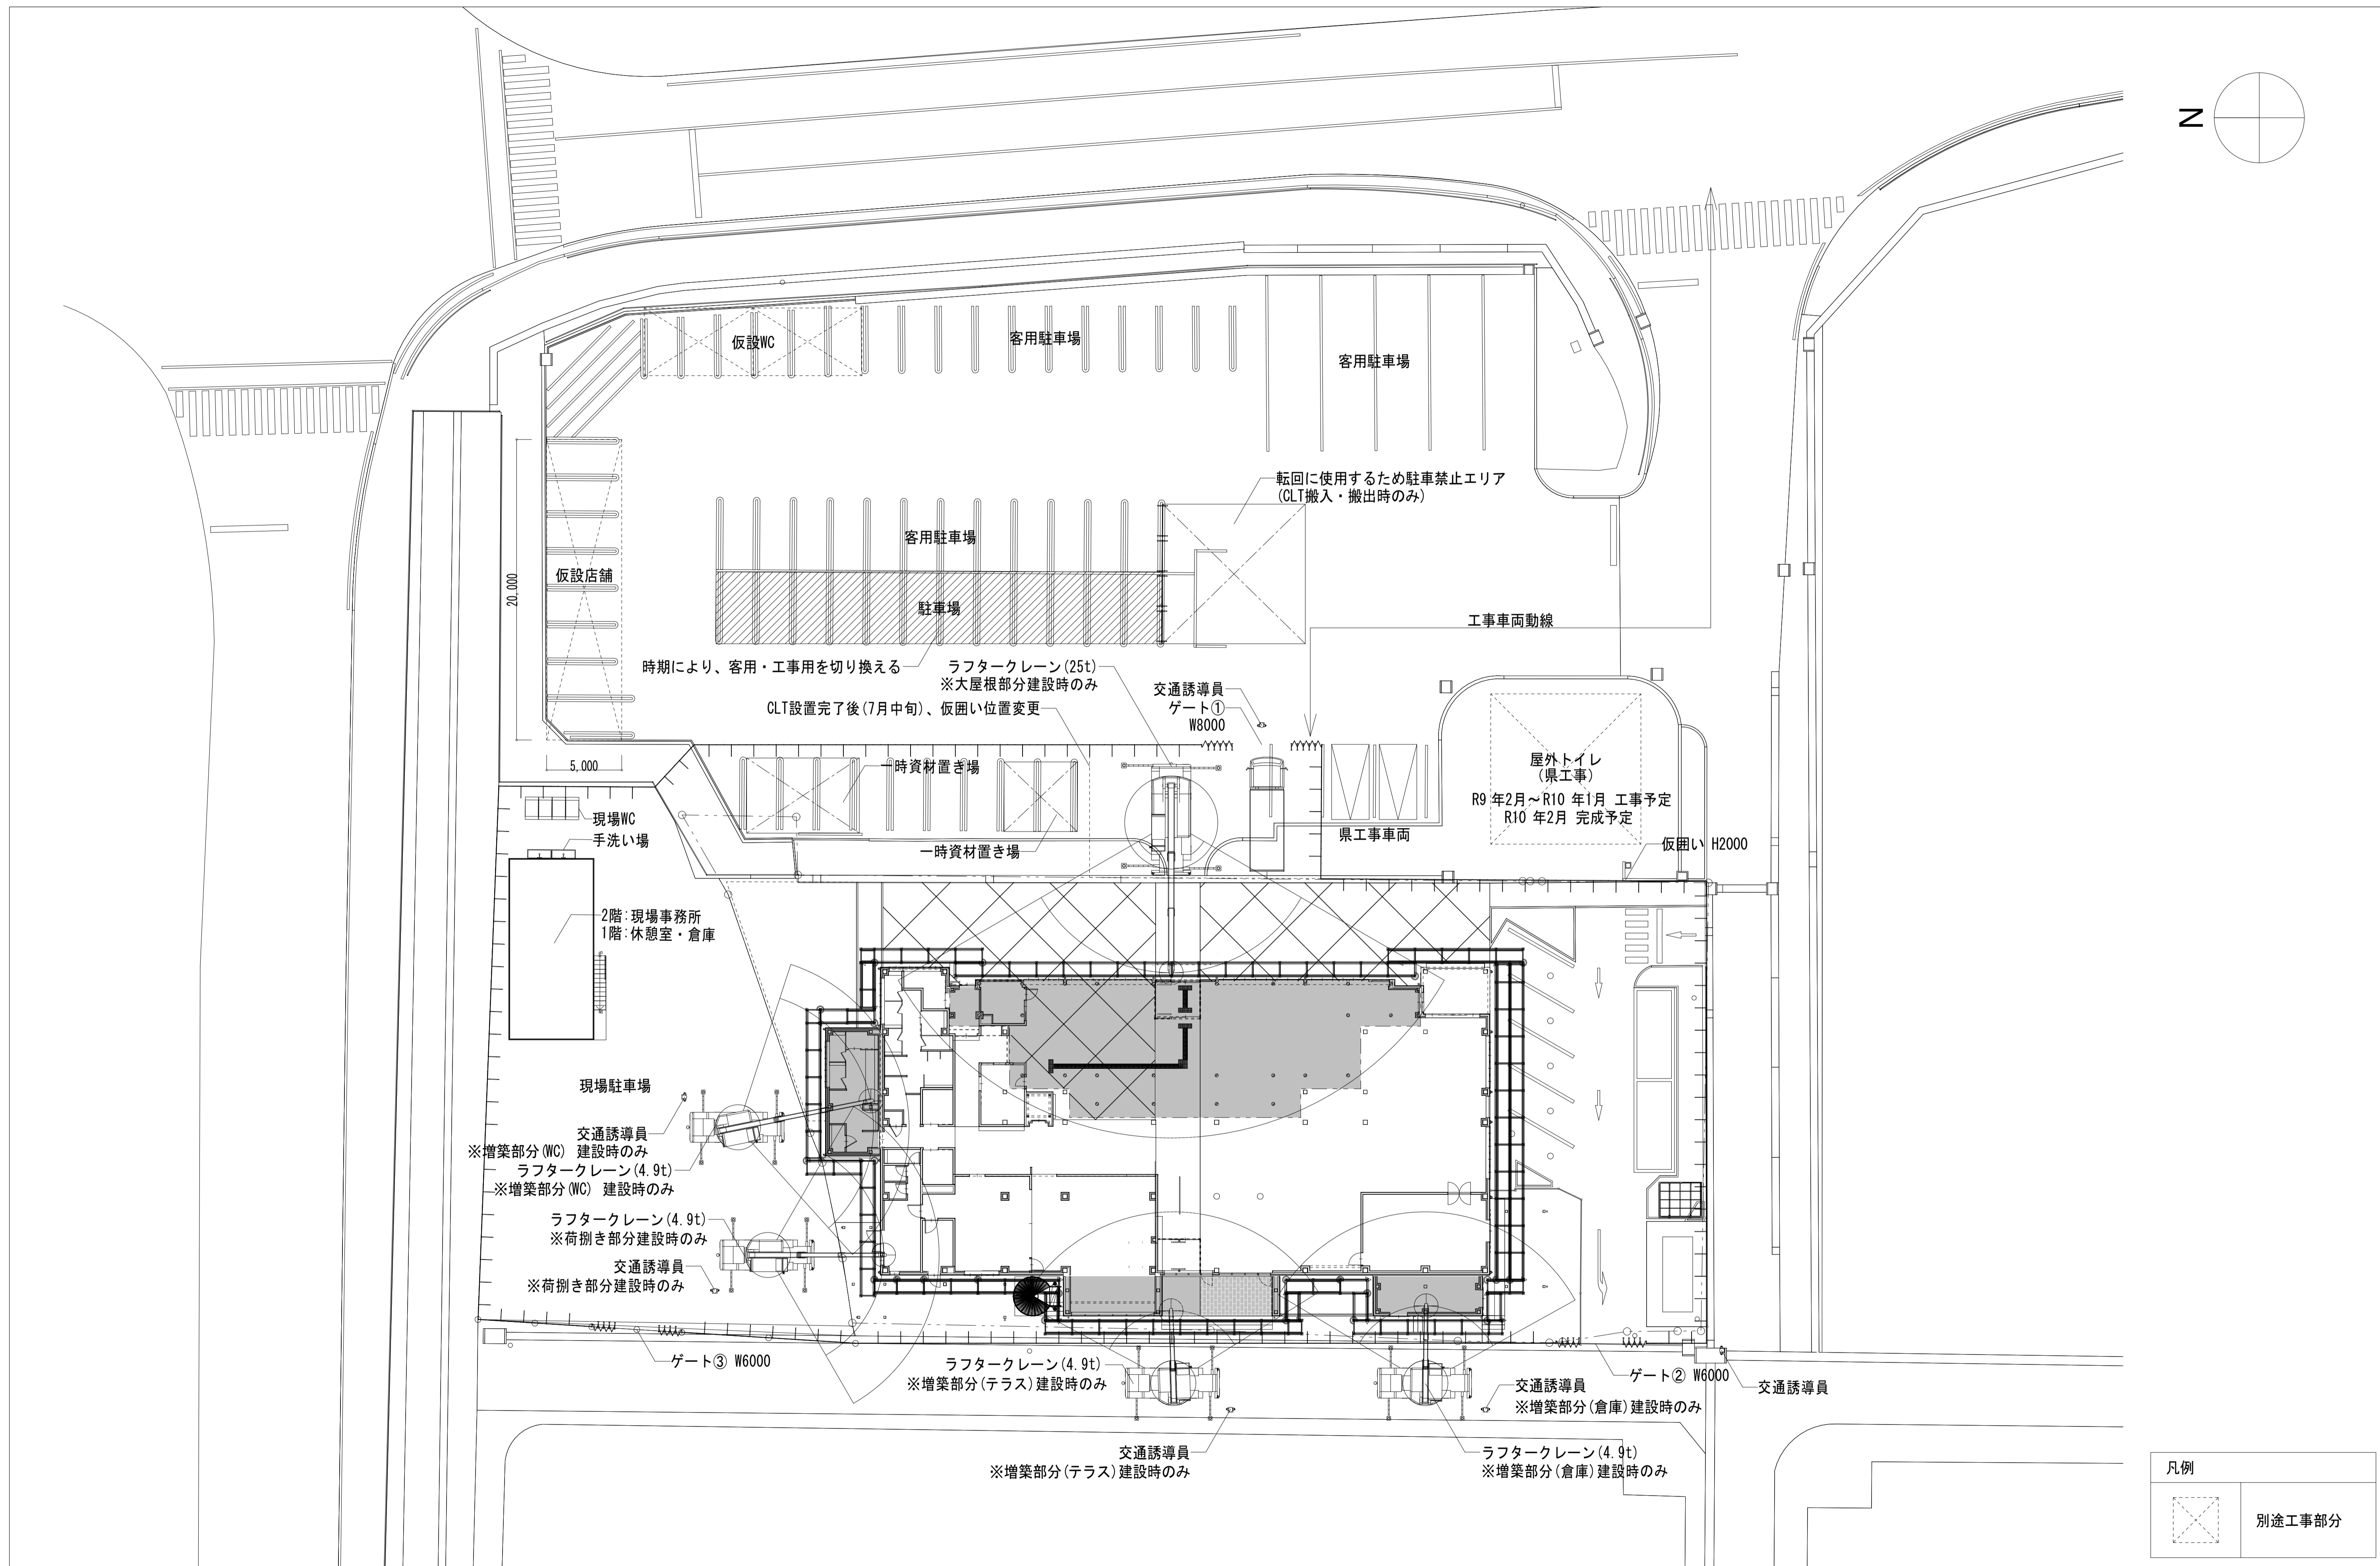 N
仮設WC
客用駐車場
客用駐車場
転回に使用するため駐車禁止エリア
(CLT搬入・搬出時のみ)
客用駐車場
仮設店舗
20,000
駐車場
工事車両動線
時期により、客用・工事用を切り換える
ラフタークレーン(25t)
※大屋根部分建設時のみ
交通誘導員
ゲート①
W8000
CLT設置完了後(7月中旬)、仮囲い位置変更
5,000
一時資材置き場
屋外トイレ
(県工事)
R9 年2月～R10 年1月 工事予定
R10 年2月 完成予定
現場WC
手洗い場
県工事車両
一時資材置き場
仮囲い H2000
2階:現場事務所
1階:休憩室・倉庫
現場駐車場
交通誘導員
※増築部分(WC) 建設時のみ
ラフタークレーン(4.9t)
※増築部分(WC) 建設時のみ
ラフタークレーン(4.9t)
※荷捌き部分建設時のみ
交通誘導員
※荷捌き部分建設時のみ
ゲート③ W6000
ラフタークレーン(4.9t)
※増築部分(テラス)建設時のみ
ゲート② W6000
交通誘導員
※増築部分(倉庫)建設時のみ
交通誘導員
交通誘導員
※増築部分(テラス)建設時のみ
ラフタークレーン(4.9t)
※増築部分(倉庫)建設時のみ
凡例
別途工事部分